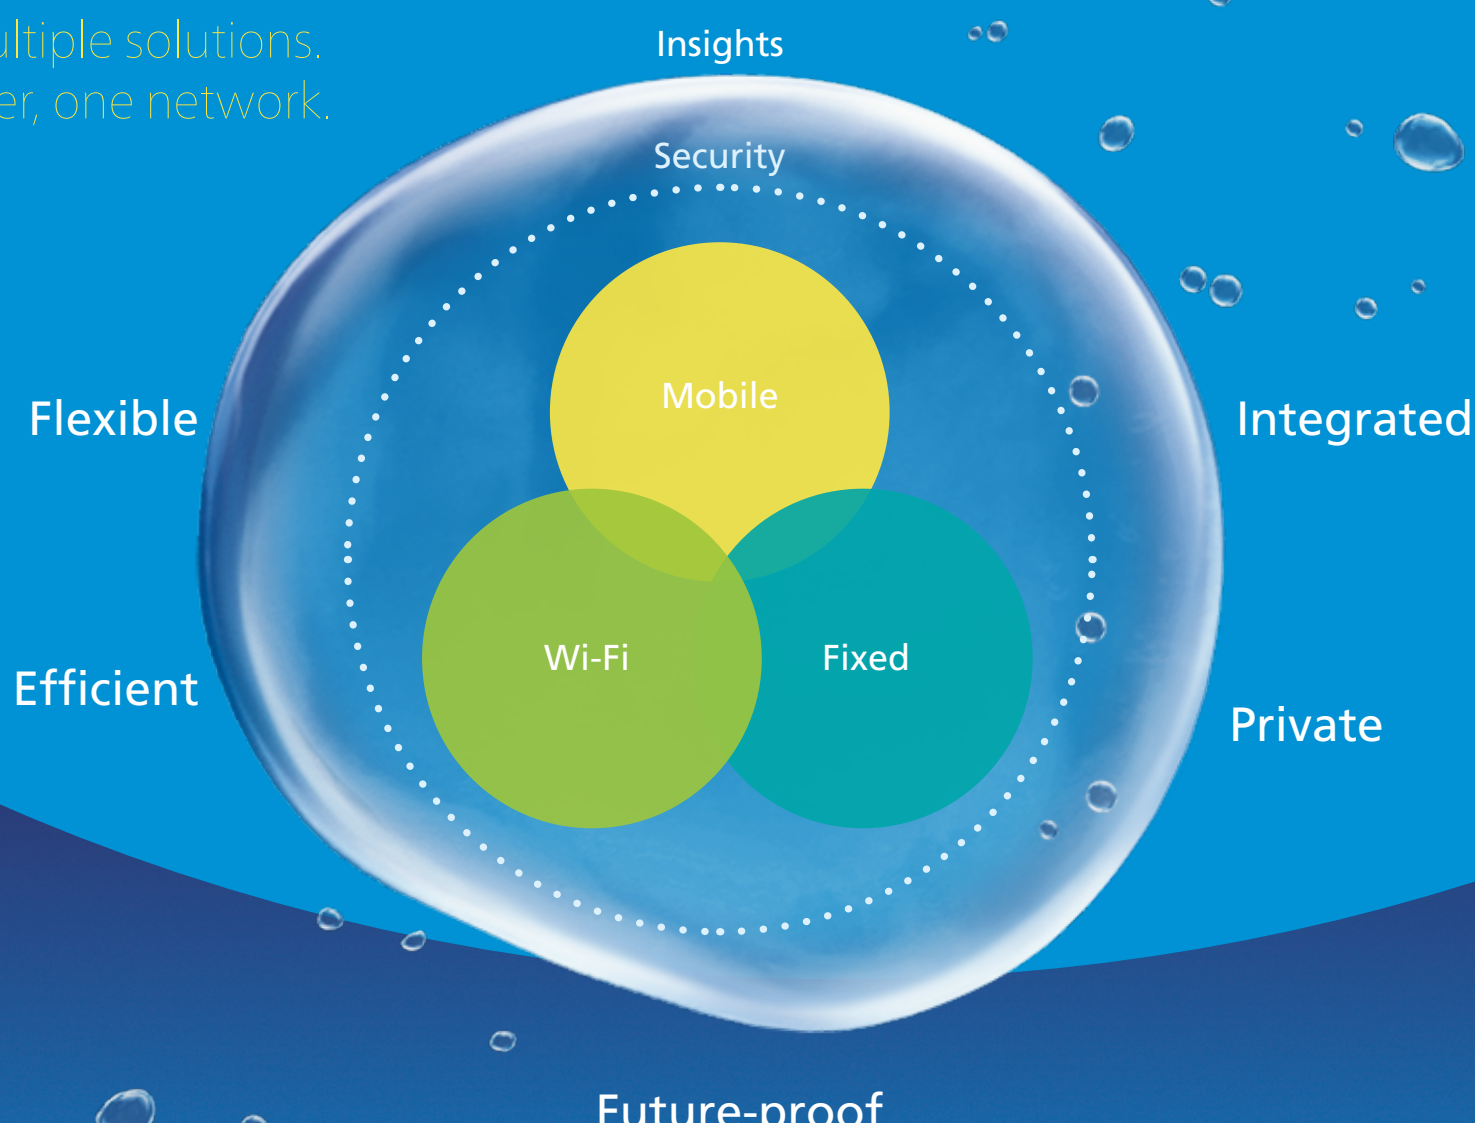 ultiple solutions.
er, one network.
Insights
Security
Mobile
Flexible
Integrated
Wi-Fi
Fixed
Efficient
Private
Future-proof